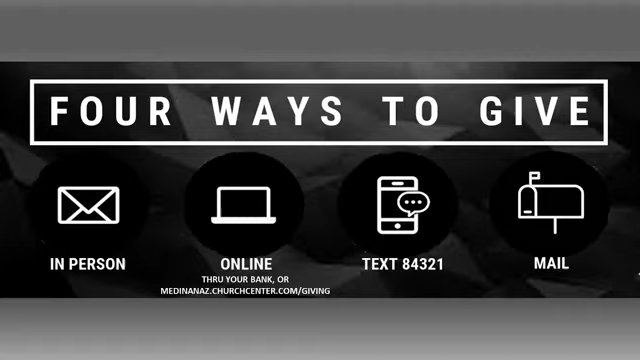 FOUR WAYS TO GIVE
IN PERSON
ONLINE
THRU YOUR BANK, OR
MEDINANAZ.CHURCHCENTER.COM/GIVING
TEXT 84321
MAIL